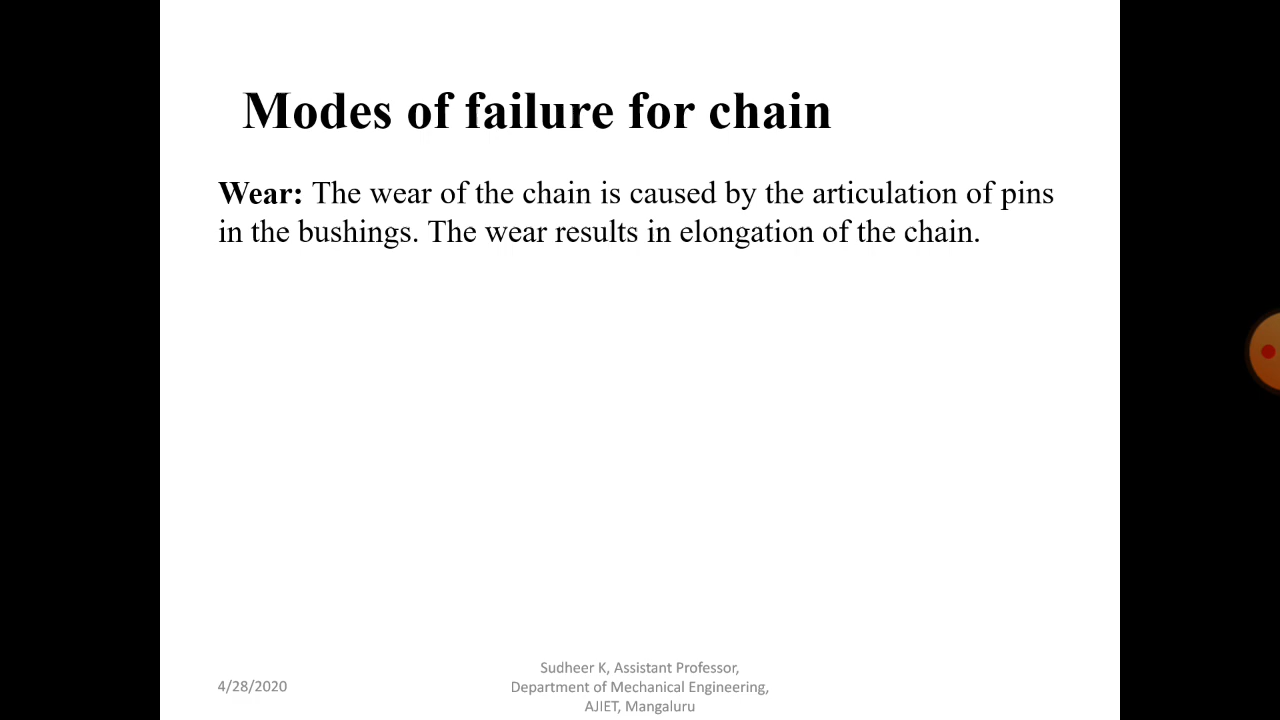 Modes of failure for chain
Wear: The wear of the chain is caused by the articulation of pins
in the bushings. The wear results in elongation of the chain.
4/28/2020
Sudheer K, Assistant Professor,
Department of Mechanical Engineering,
AJIET, Mangaluru